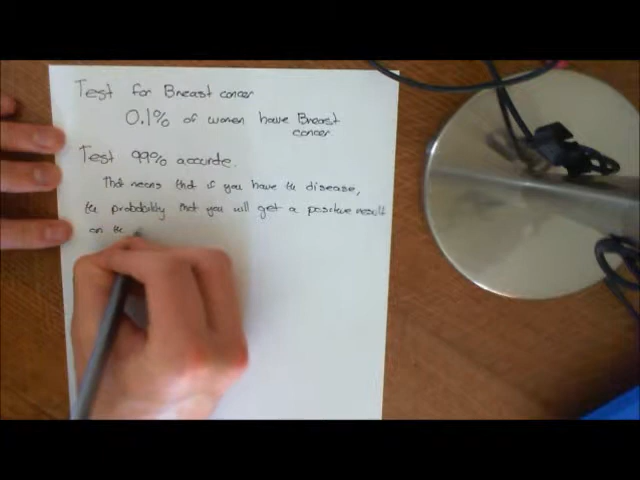 Test for Breast cancer
0.1% of women have Breast
cancer.
Test 99% accurate.
That means that if you have the disease,
the probability that you will get a positive result
on the